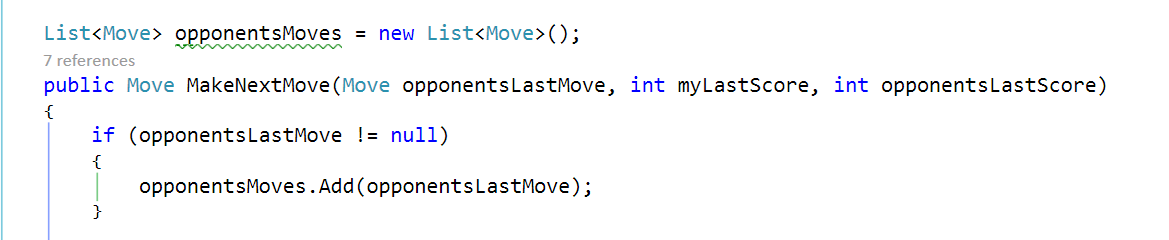 List<Move> opponentsMoves = new List<Move>();
7 references
public Move MakeNextMove(Move opponentsLastMove, int myLastScore, int opponentsLastScore)
{
if (opponentsLastMove != null)
{
opponentsMoves.Add(opponentsLastMove);
}